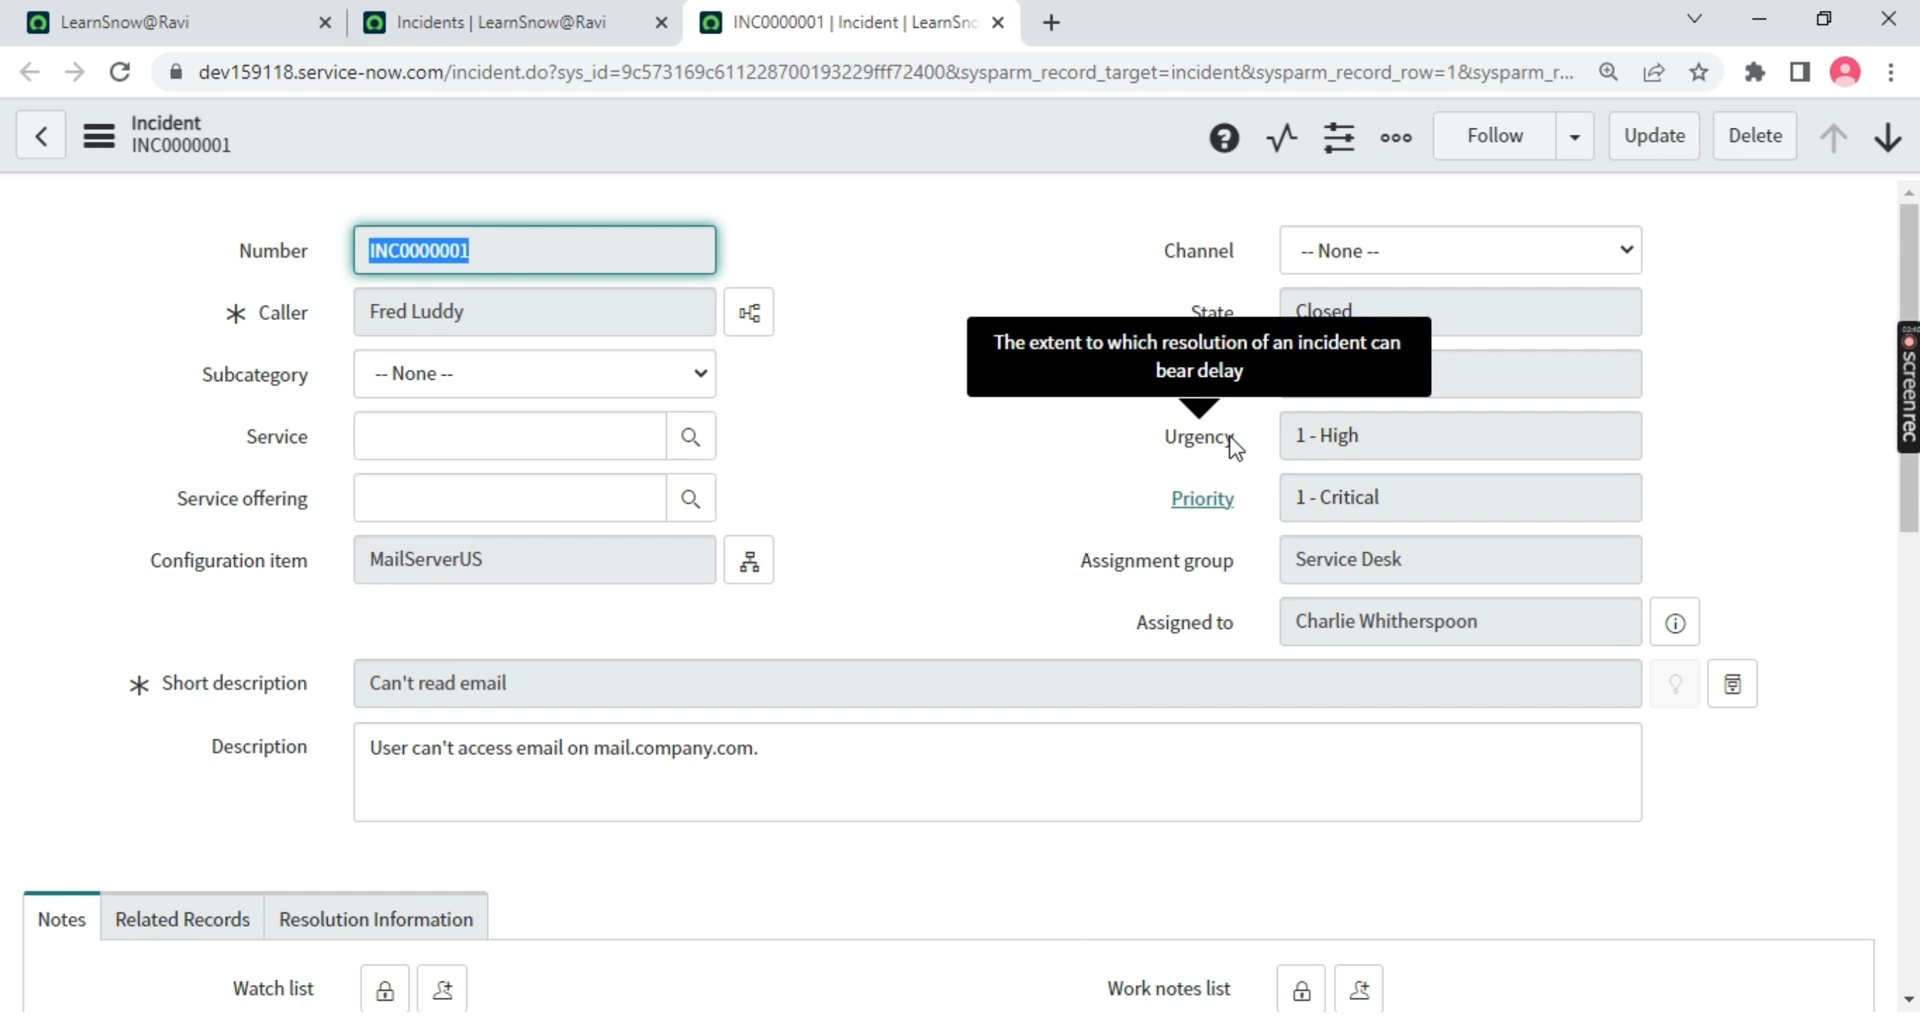 LearnSnow@Ravi
Incidents | LearnSnow@Ravi
INC0000001 | Incident | LearnSno
dev159118.service-now.com/incident.do?sys_id=9c573169c611228700193229fff72400&sysparm_record_target=incident&sysparm_record_row=1&sysparm_r...
Incident
INC0000001
Follow
Update
Delete
Number
INC0000001
Channel
-- None --
Caller
Fred Luddy
State
Closed
The extent to which resolution of an incident can
bear delay
Subcategory
-- None --
Service
Urgency
1 - High
Service offering
Priority
1 - Critical
Configuration item
MailServerUS
Assignment group
Service Desk
Assigned to
Charlie Whitherspoon
Short description
Can't read email
Description
User can't access email on mail.company.com.
Notes
Related Records
Resolution Information
Watch list
Work notes list
screenrec